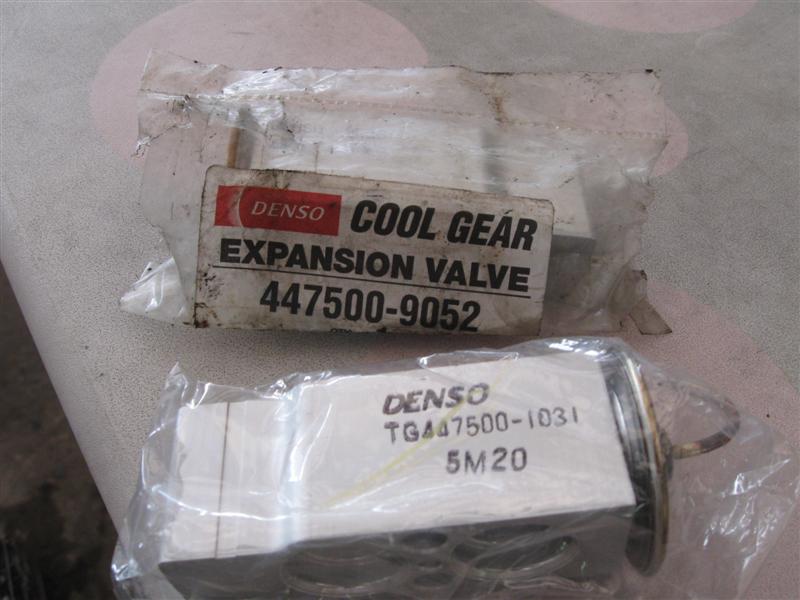 DENSO COOL GEAR
EXPANSION VALVE
447500-9052
DENSO
TG447500-1031
5M20